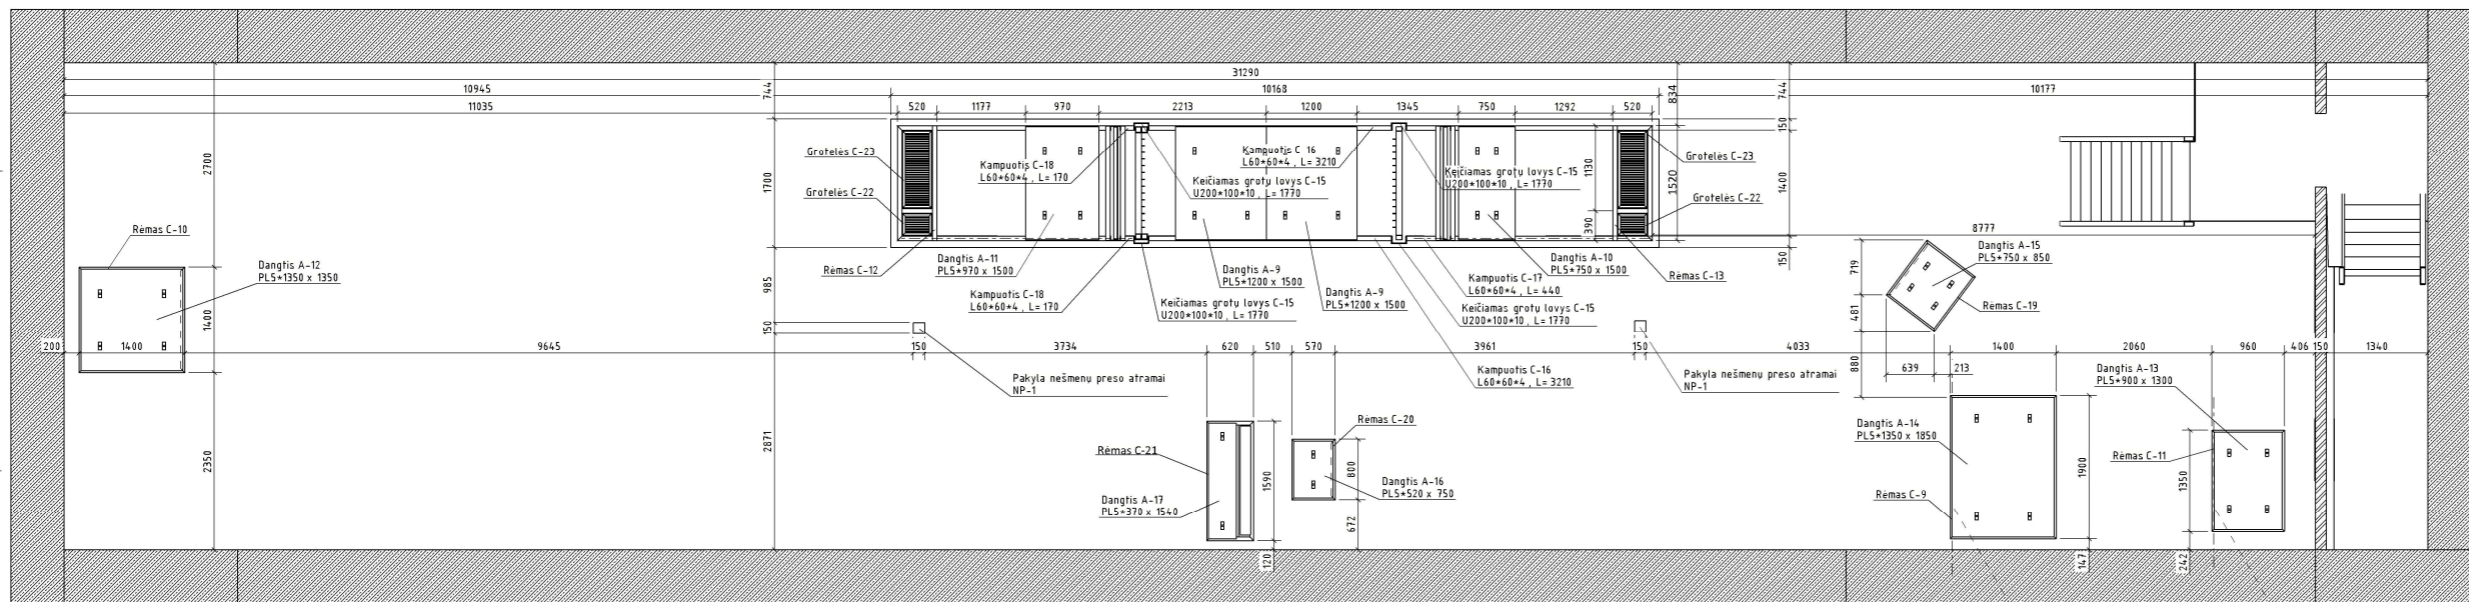 31290
10945
10168
10177
11035
520
1177
970
2213
1200
1345
750
1292
520
744
834
744
150
2700
1700
Grotelės C-23
Grotelės C-22
Kampuotis C-18
L60*60*4 , L= 170
Kampuotis C-16
L60*60*4 , L= 3210
Keičiamas grotų lovys C-15
U200*100*10 , L= 1770
Keičiamas grotų lovys C-15
U200*100*10 , L= 1770
1130
390
1520
1400
150
Grotelės C-23
Grotelės C-22
8777
Rėmas C-10
Dangtis A-12
PL5*1350 x 1350
Rėmas C-12
Dangtis A-11
PL5*970 x 1500
Kampuotis C-18
L60*60*4 , L= 170
Dangtis A-9
PL5*1200 x 1500
Keičiamas grotų lovys C-15
U200*100*10 , L= 1770
Dangtis A-9
PL5*1200 x 1500
Kampuotis C-17
L60*60*4 , L= 440
Keičiamas grotų lovys C-15
U200*100*10 , L= 1770
Dangtis A-10
PL5*750 x 1500
Rėmas C-13
Dangtis A-15
PL5*750 x 850
Rėmas C-19
719
481
880
985
150
1400
200
1400
9645
150
3734
620
510
570
3961
150
4033
1400
2060
960
406
150
1340
639
213
Pakyla nešmenų preso atramai
NP-1
Kampuotis C-16
L60*60*4 , L= 3210
Pakyla nešmenų preso atramai
NP-1
Dangtis A-13
PL5*900 x 1300
2350
2871
Rėmas C-21
Dangtis A-17
PL5*370 x 1540
1590
120
Rėmas C-20
800
Dangtis A-16
PL5*520 x 750
672
Dangtis A-14
PL5*1350 x 1850
Rėmas C-9
1900
147
Rėmas C-11
1350
242